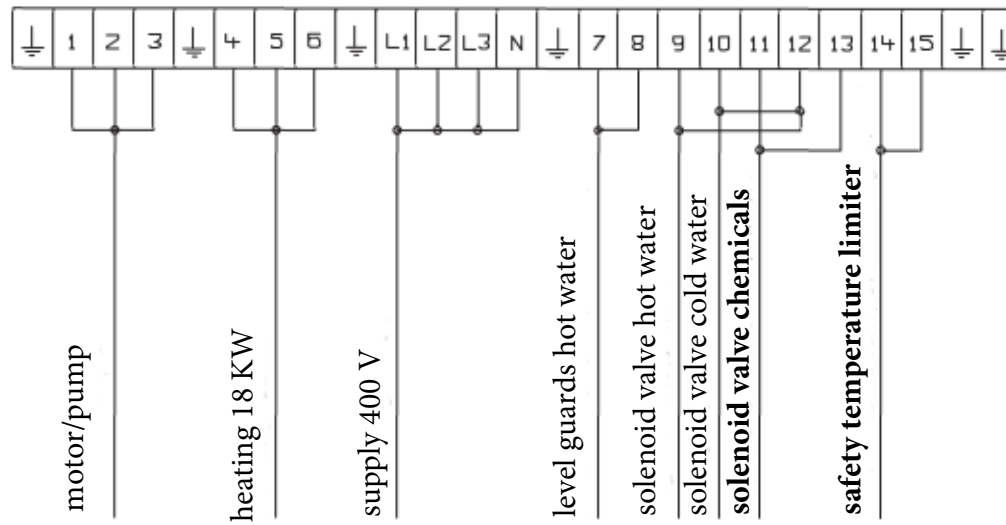 1 2 3 4 5 6 L1 L2 L3 N 7 8 9 10 11 12 13 14 15
motor/pump
heating 18 KW
supply 400 V
level guards hot water
solenoid valve hot water
solenoid valve cold water
solenoid valve chemicals
safety temperature limiter